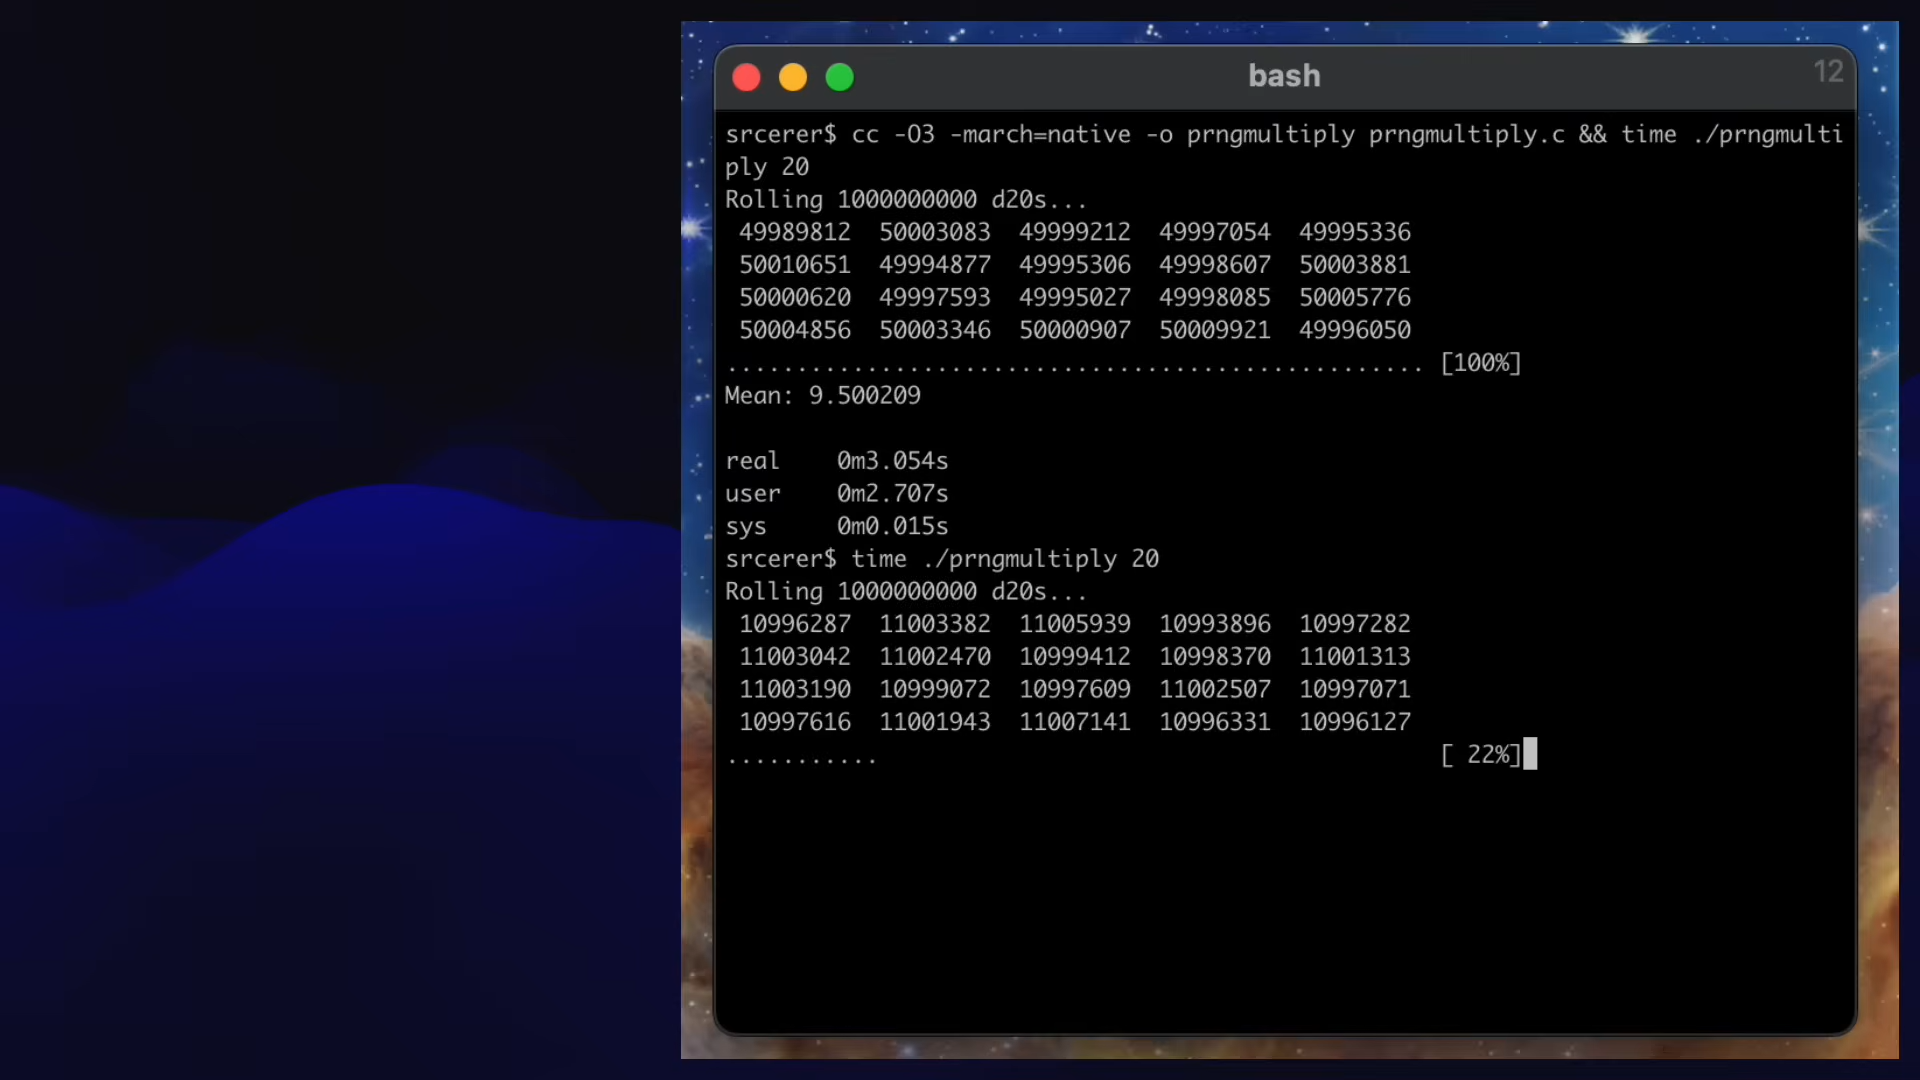 bash
12
srcerer$ cc -O3 -march=native -o prngmultiply prngmultiply.c && time ./prngmulti
ply 20
Rolling 1000000000 d20s...
49989812 50003083 49999212 49997054 49995336
50010651 49994877 49995306 49998607 50003881
50000620 49997593 49995027 49998085 50005776
50004856 50003346 50000907 50009921 49996050
.................................................. [100%]
Mean: 9.500209
real 0m3.054s
user 0m2.707s
sys 0m0.015s
srcerer$ time ./prngmultiply 20
Rolling 1000000000 d20s...
10996287 11003382 11005939 10993896 10997282
11003042 11002470 10999412 10998370 11001313
11003190 10999072 10997609 11002507 10997071
10997616 11001943 11007141 10996331 10996127
........... [ 22%]